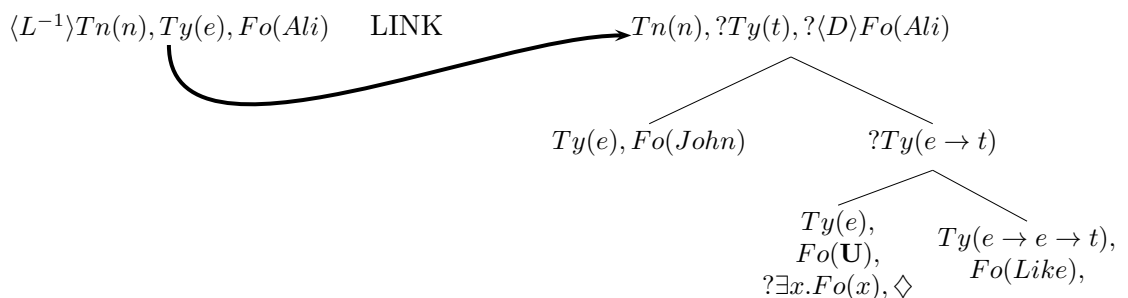 ⟨L⁻¹⟩Tn(n), Ty(e), Fo(Ali) LINK Tn(n), ?Ty(t), ?⟨D⟩Fo(Ali)
Ty(e), Fo(John) ?Ty(e → t)
Ty(e),
Fo(U),
?∃x.Fo(x), ♢
Ty(e → e → t),
Fo(Like),